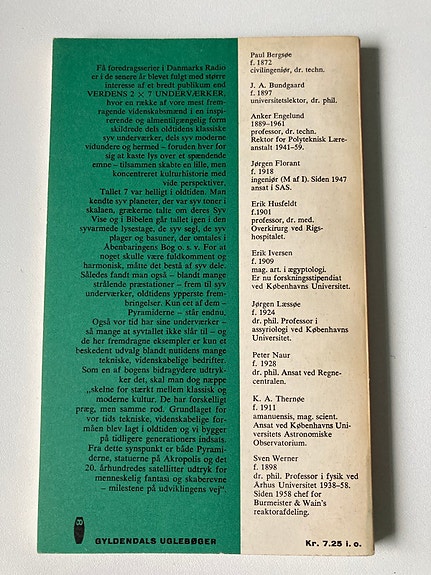 Få foredragsserier i Danmarks Radio
er i de senere år blevet fulgt med større
interesse af et bredt publikum end
VERDENS 2 × 7 UNDERVÆRKER,
hvor en række af vore mest frem-
ragende videnskabsmænd i en inspi-
rerende og almentilgængelig form
skildrede dels oldtidens klassiske
syv underværker, dels syv moderne
vidundere og bermed – foruden hver for
sig at kaste lys over et spændende
emne – tilsammen skabte en lille, men
koncentreret kulturhistorie med
vide perspektiver.
Tallet 7 var helligt i oldtiden. Man
kendte syv planeter, der var syv toner i
skalaen, grækerne talte om deres Syv
Vise og i Bibelen går tallet igen i den
syvarmede lysestage, de syv segl, de syv
plager og basuner, der omtales i
Åbenbaringens Bog o. s. v. For at
noget skulle være fuldkomment og
harmonisk, måtte det bestå af syv dele.
Således fandt man også – blandt mange
strålende præstationer – frem til syv
underværker, oldtidens ypperste frem-
bringelser. Kun eet af dem –
Pyramiderne – står endnu.
Også vor tid har sine underværker –
så mange at syvtallet ikke slår til – og
de her fremdragne eksempler er kun et
beskedent udvalg blandt nutidens mange
tekniske, videnskabelige bedrifter.
Som en af bogens bidragydere udtryk-
ker det, skal man dog næppe
„skelne for stærkt mellem klassisk og
moderne kultur. De har forskelligt
præg, men samme rod. Grundlaget for
vor tids tekniske, videnskabelige for-
måen blev lagt i oldtiden og vi bygger
på tidligere generationers indsats.
Fra dette synspunkt er både Pyrami-
derne, statuerne på Akropolis og det
20. århundredes satellitter udtryk for
menneskelig fantasi og skaberevne
– milestene på udviklingens vej“.
GYLDENDALS UGLEBØGER
Paul Bergsøe
f. 1872
civilingeniør, dr. techn.
J. A. Bundgaard
f. 1897
universitetslektor, dr. phil.
Anker Engelund
1889–1961
professor, dr. techn.
Rektor for Polyteknisk Lære-
anstalt 1941–59.
Jørgen Florant
f. 1918
ingeniør (M af I). Siden 1947
ansat i SAS.
Erik Husfeldt
f.1901
professor, dr. med.
Overkirurg ved Rigs-
hospitalet.
Erik Iversen
f. 1909
mag. art. i ægyptologi.
Er nu forskningsstipendiat
ved Københavns Universitet.
Jørgen Læssøe
f. 1924
dr. phil. Professor i
assyriologi ved Københavns
Universitet.
Peter Naur
f. 1928
dr. phil. Ansat ved Regne-
centralen.
K. A. Thernøe
f. 1911
amanuensis, mag. scient.
Ansat ved Københavns Uni-
versitets Astronomiske
Observatorium.
Sven Werner
f. 1898
dr. phil. Professor i fysik ved
Århus Universitet 1938–58.
Siden 1958 chef for
Burmeister & Wain's
reaktorafdeling.
Kr. 7.25 i. o.